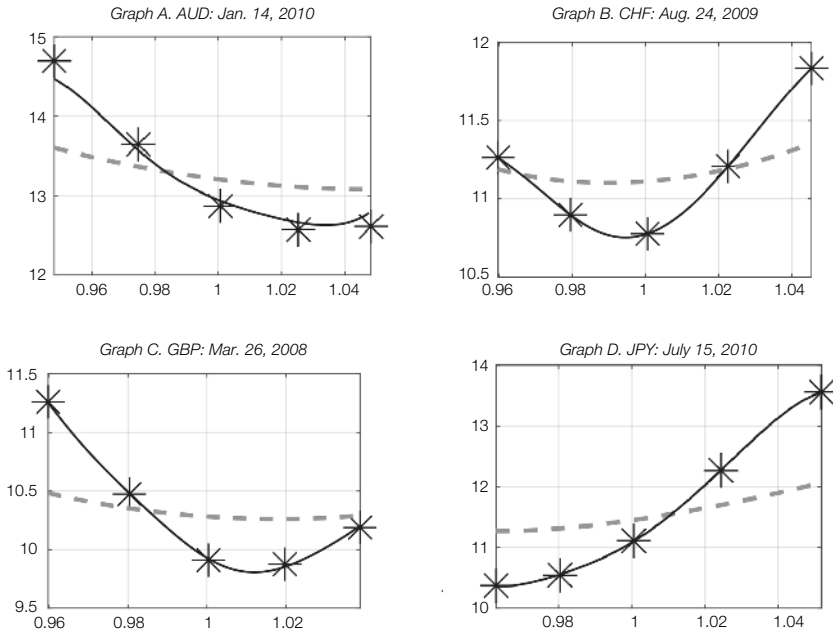 Graph A. AUD: Jan. 14, 2010
15
14
13
12
0.96 0.98 1 1.02 1.04
Graph B. CHF: Aug. 24, 2009
12
11.5
11
10.5
0.96 0.98 1 1.02 1.04
Graph C. GBP: Mar. 26, 2008
11.5
11
10.5
10
9.5
0.96 0.98 1 1.02
Graph D. JPY: July 15, 2010
14
13
12
11
10
0.98 1 1.02 1.04